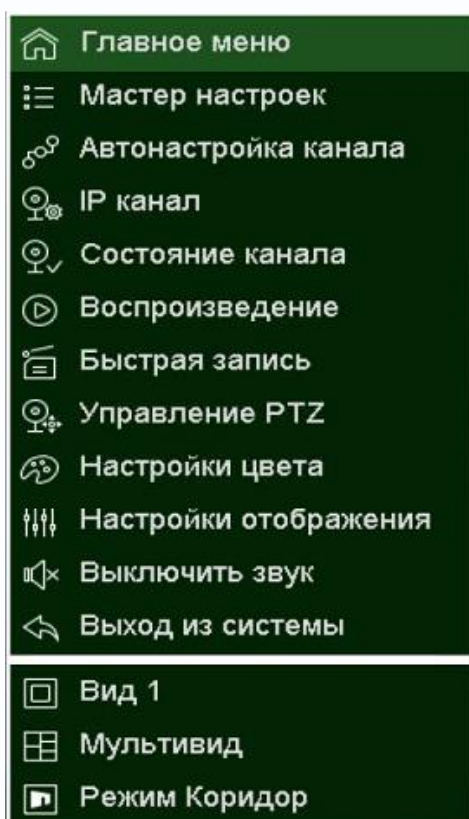 Главное меню
Мастер настроек
Автонастройка канала
IP канал
Состояние канала
Воспроизведение
Быстрая запись
Управление PTZ
Настройки цвета
Настройки отображения
Выключить звук
Выход из системы
Вид 1
Мультивид
Режим Коридор